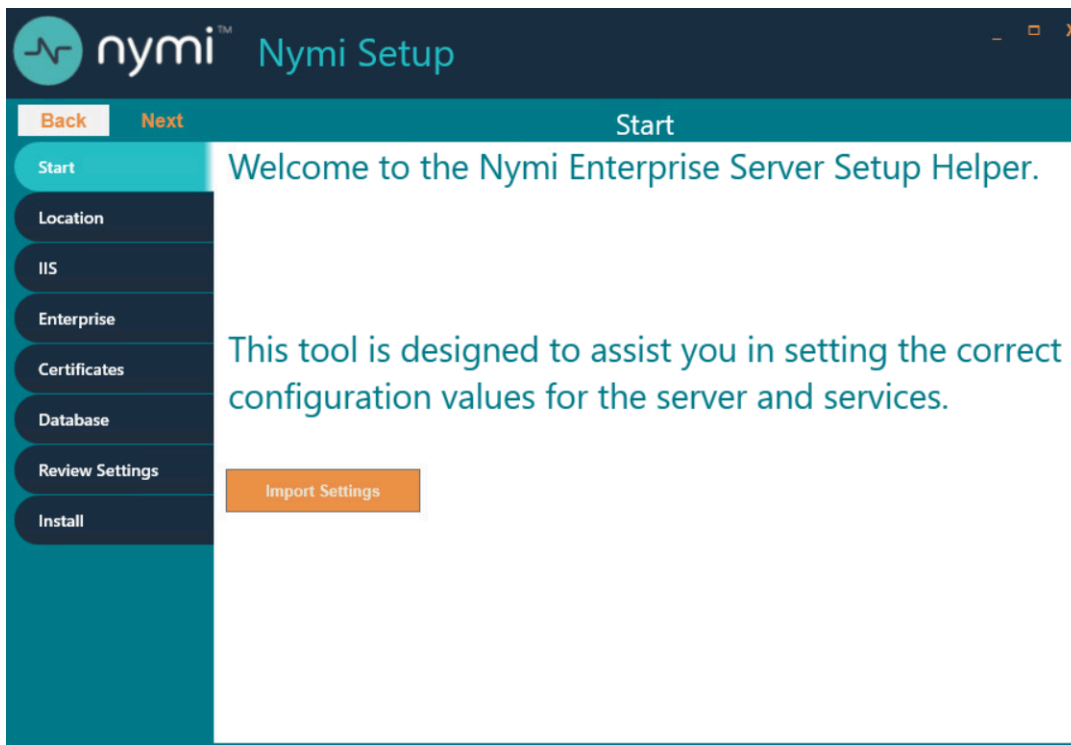 nymi™ Nymi Setup
Back Next Start
Start
Welcome to the Nymi Enterprise Server Setup Helper.
Location
IIS
Enterprise
This tool is designed to assist you in setting the correct
Certificates
configuration values for the server and services.
Database
Review Settings
Import Settings
Install